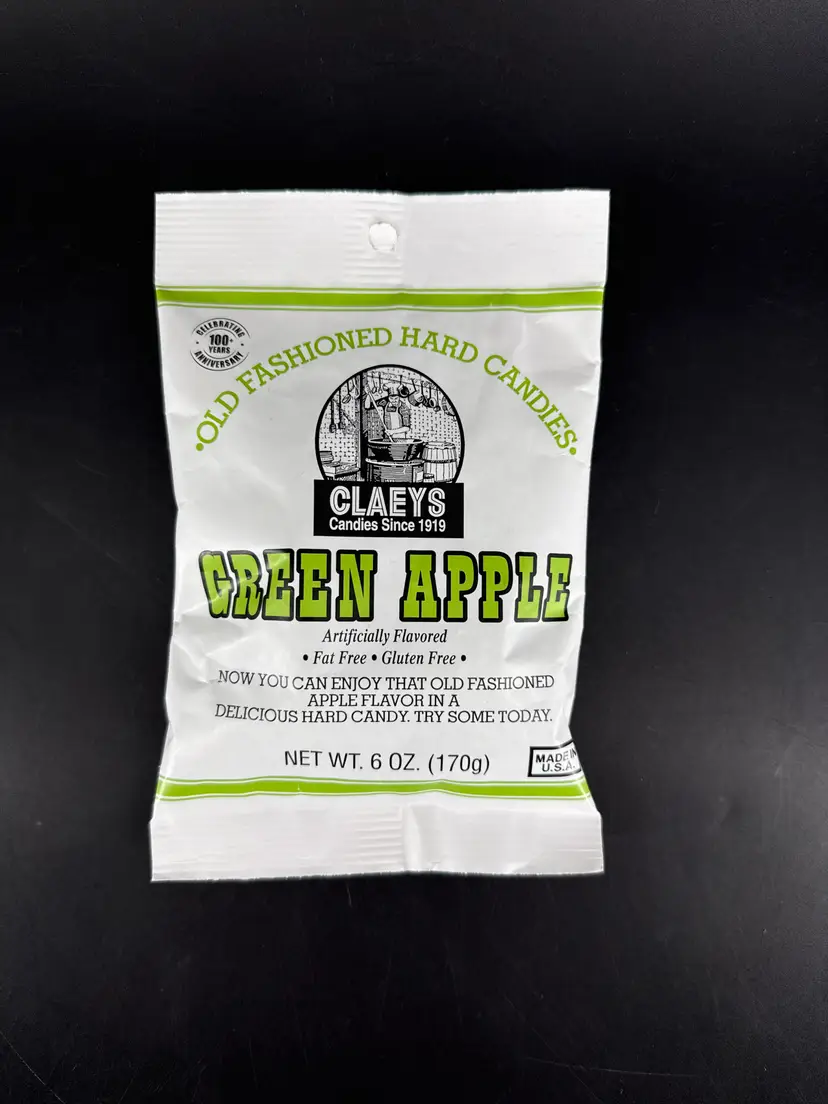 CELEBRATING
100+
YEARS
ANNIVERSARY
•OLD FASHIONED HARD CANDIES•
CLAEYS
Candies Since 1919
GREEN APPLE
Artificially Flavored
• Fat Free • Gluten Free •
NOW YOU CAN ENJOY THAT OLD FASHIONED
APPLE FLAVOR IN A
DELICIOUS HARD CANDY. TRY SOME TODAY.
NET WT. 6 OZ. (170g)
MADE IN
U.S.A.